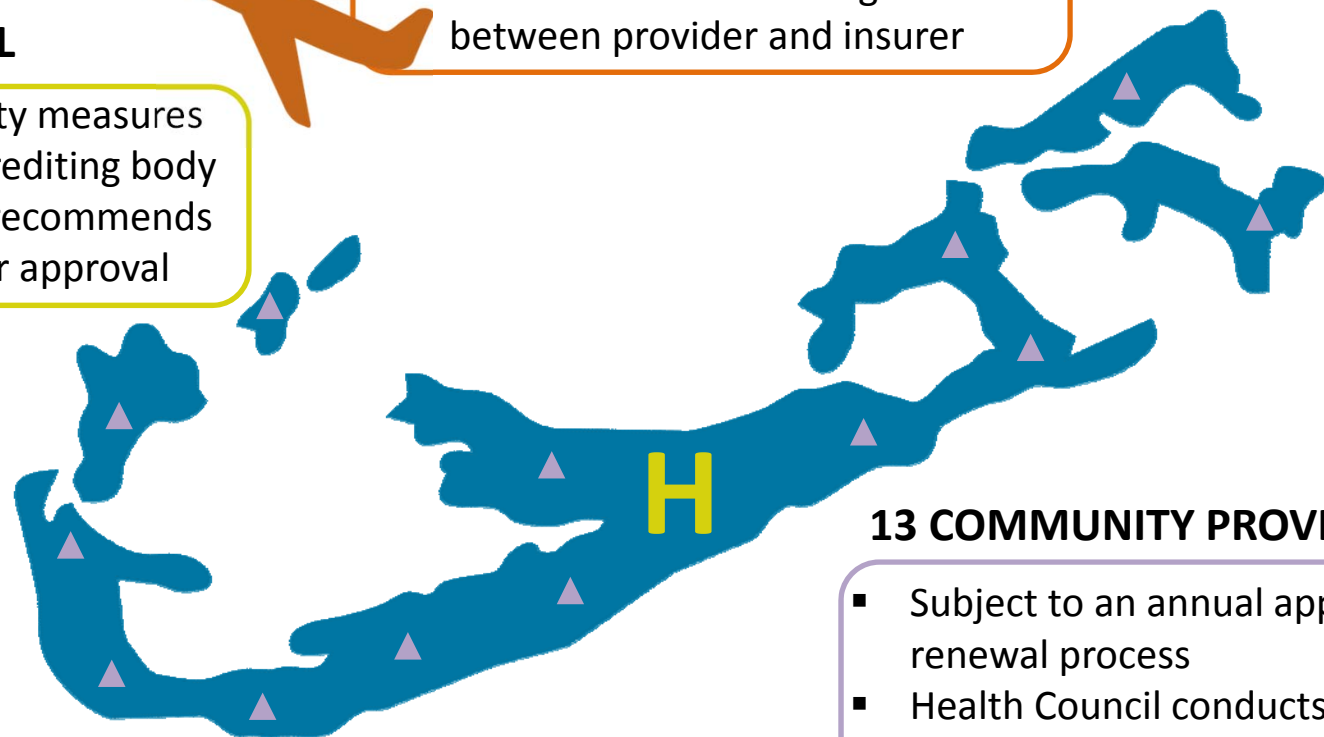 between provider and insurer
L
ty measures
rediting body
recommends
r approval
H
13 COMMUNITY PROVI
▪ Subject to an annual app
renewal process
▪ Health Council conducts